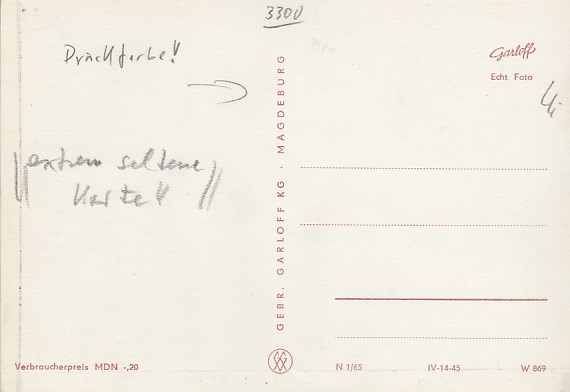 3300
Druckfarbe!
extrem seltene
Karte!!
GEBR. GARLOFF KG · MAGDEBURG
Garloff
Echt Foto
Verbraucherpreis MDN -,20
N 1/65
IV-14-45
W 869